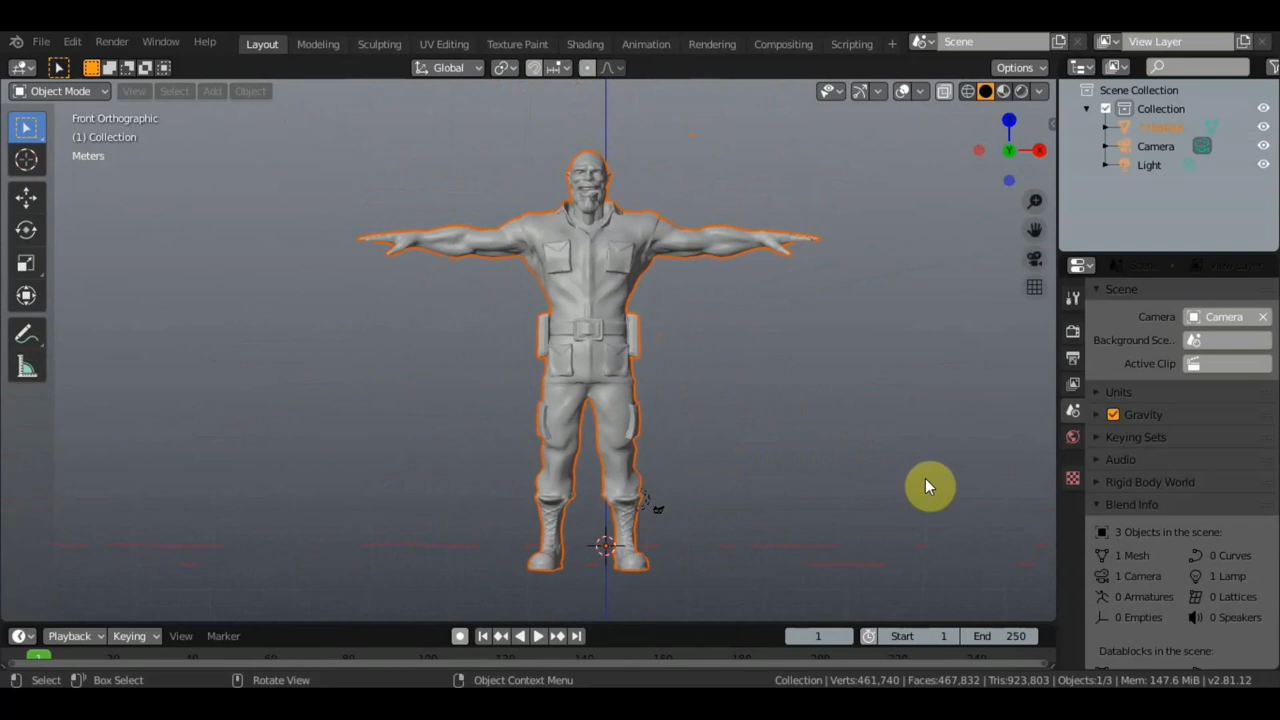 File Edit Render Window Help Layout Modeling Sculpting UV Editing Texture Paint Shading Animation Rendering Compositing Scripting + Scene View Layer
Global Options
Object Mode View Select Add Object
Front Orthographic
(1) Collection
Meters
Scene Collection
Collection
Camera
Light
Scene
Camera Camera
Background Sce..
Active Clip
Units
Gravity
Keying Sets
Audio
Rigid Body World
Blend Info
3 Objects in the scene:
1 Mesh 0 Curves
1 Camera 1 Lamp
0 Armatures 0 Lattices
0 Empties 0 Speakers
Datablocks in the scene:
Playback Keying View Marker 1 Start 1 End 250
1
Select Box Select Rotate View Object Context Menu Collection | Verts:461,740 | Faces:467,832 | Tris:923,803 | Objects:1/3 | Mem: 147.6 MiB | v2.81.12